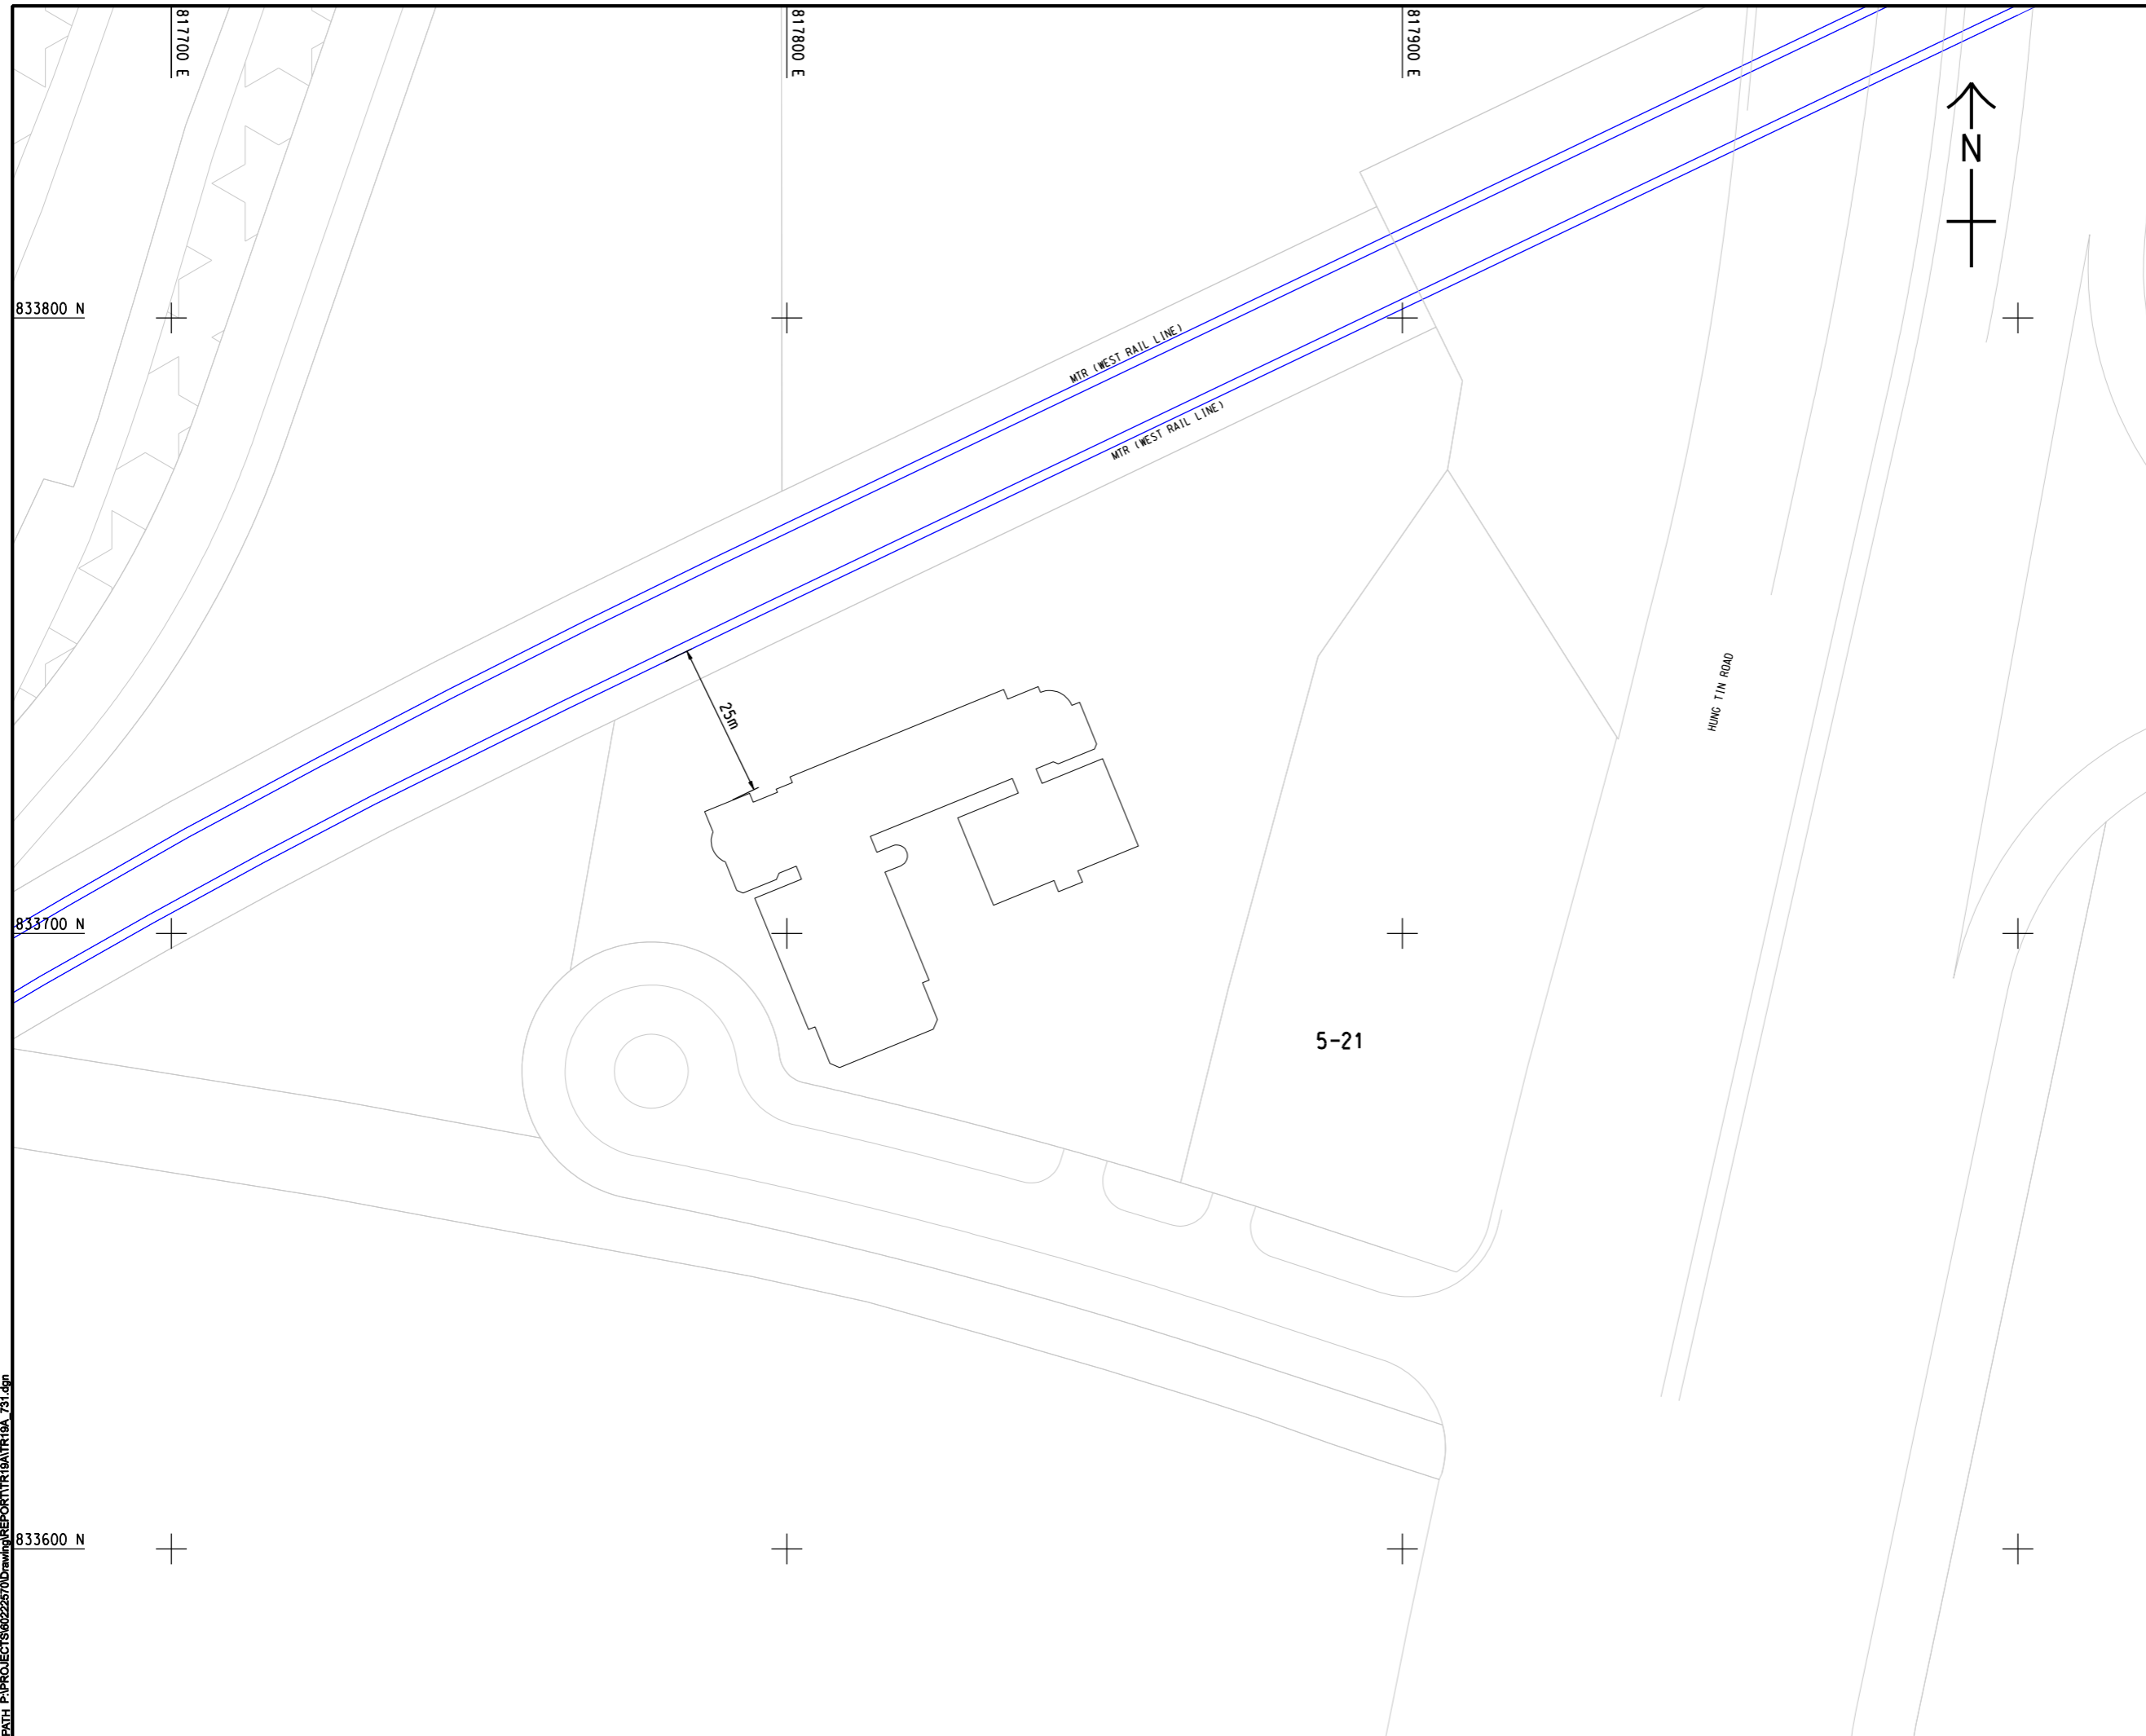 817700 E
817800 E
817900 E
N
833800 N
MTR (WEST RAIL LINE)
MTR (WEST RAIL LINE)
HUNG TIN ROAD
25m
833700 N
5-21
833600 N
PATH P:\PROJECTS\60222570\Drawing\REPORT\TR19A\TR19A_731.dgn